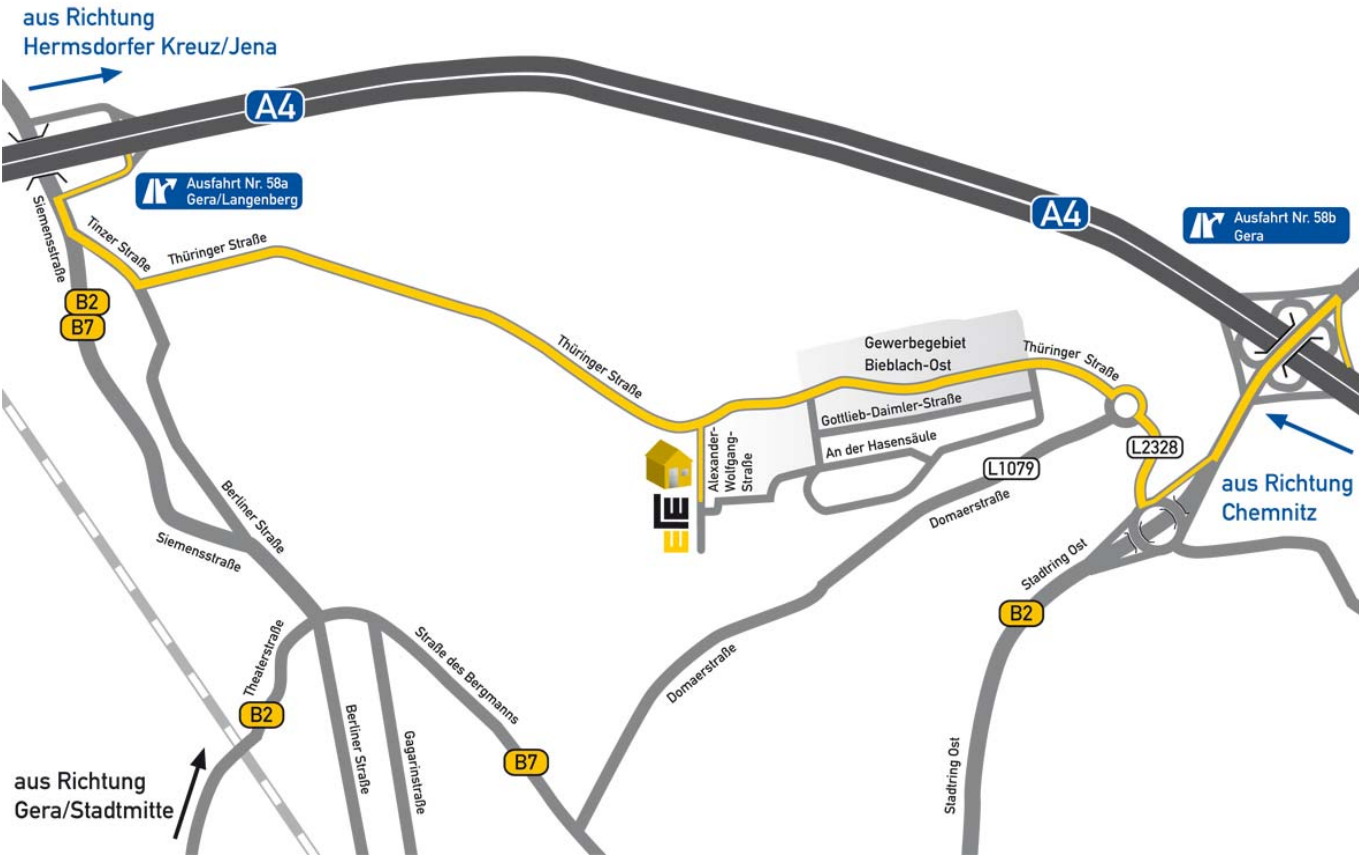 aus Richtung
Hermsdorfer Kreuz/Jena
A4
Ausfahrt Nr. 58a
Gera/Langenberg
A4
Ausfahrt Nr. 58b
Gera
Siemensstraße
Tinzer Straße
Thüringer Straße
B2
B7
Thüringer Straße
Gewerbegebiet
Bieblach-Ost
Thüringer Straße
Gottlieb-Daimler-Straße
An der Hasensäule
Alexander-
Wolfgang-
Straße
L2328
L1079
Domaerstraße
aus Richtung
Chemnitz
ELE
Berliner Straße
Siemensstraße
Stadtring Ost
B2
Theaterstraße
Straße des Bergmanns
Domaerstraße
B2
Berliner Straße
Gagarinstraße
B7
Stadtring Ost
aus Richtung
Gera/Stadtmitte